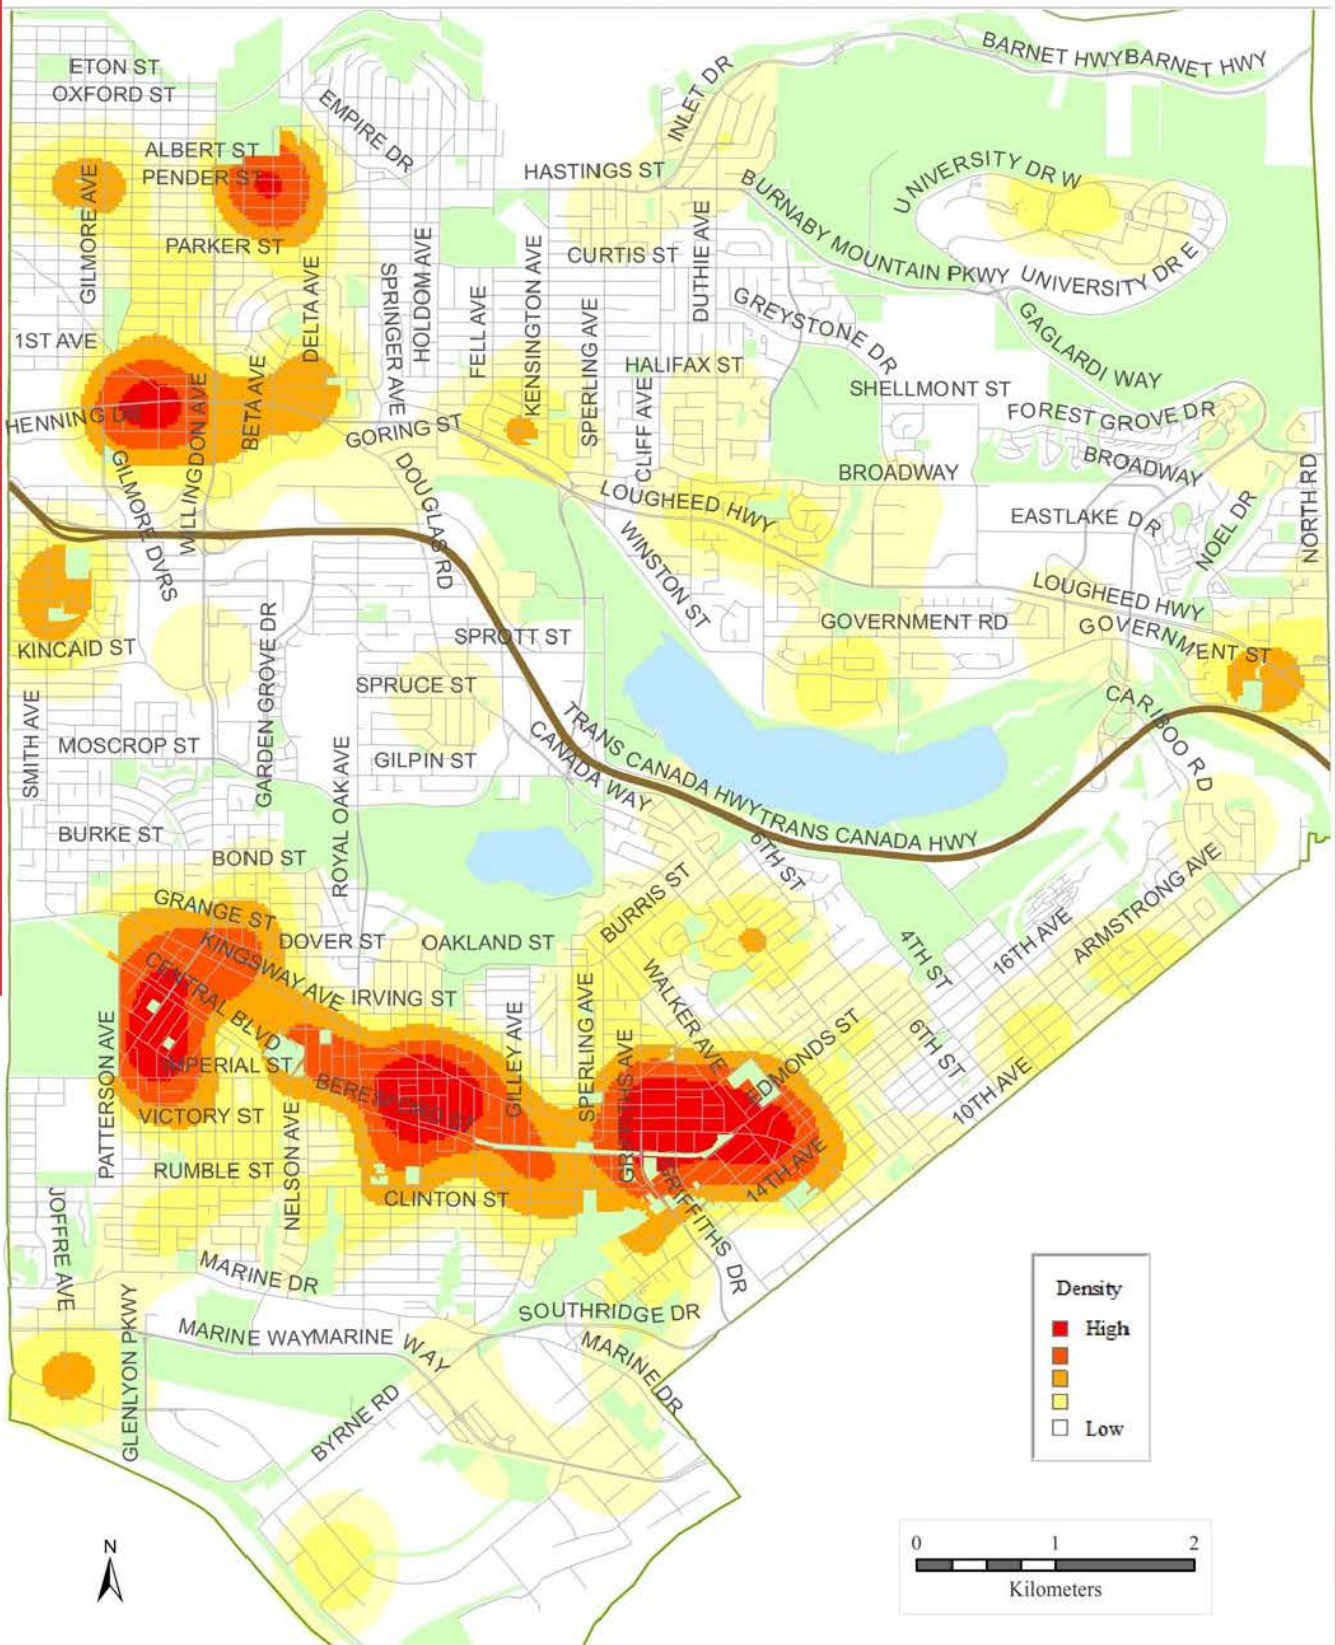 BARNET HWYBARNET HWY
ETON ST
OXFORD ST
EMPIRE DR
INLET DR
ALBERT ST
PENDER ST
HASTINGS ST
UNIVERSITY DR W
GILMORE AVE
BURNABY MOUNTAIN PKWY
PARKER ST
CURTIS ST
DUTHIE AVE
UNIVERSITY DR E
DELTA AVE
SPRINGER AVE
HOLDOM AVE
FELL AVE
KENSINGTON AVE
SPERLING AVE
GREYSTONE DR
GAGLARDI WAY
1ST AVE
HALIFAX ST
CLIFF AVE
SHELLMONT ST
FOREST GROVE DR
HENNING DR
WILLINGDON AVE
BETA AVE
GORING ST
BROADWAY
BROADWAY
GILMORE DVRS
DOUGLAS RD
LOUGHEED HWY
EASTLAKE DR
NOEL DR
NORTH RD
WINSTON ST
LOUGHEED HWY
GOVERNMENT RD
GOVERNMENT ST
KINCAID ST
SPROTT ST
GARDEN GROVE DR
SPRUCE ST
SMITH AVE
CARIBOO RD
MOSCROP ST
GILPIN ST
ROYAL OAK AVE
TRANS CANADA HWYTRANS CANADA HWY
CANADA WAY
BURKE ST
BOND ST
6TH ST
BURRIS ST
ARMSTRONG AVE
GRANGE ST
DOVER ST
OAKLAND ST
16TH AVE
4TH ST
KINGSWAY AVE
CENTRAL BLVD
IRVING ST
WALKER AVE
PATTERSON AVE
IMPERIAL ST
GILLEY AVE
SPERLING AVE
GRIFFITHS AVE
EDMONDS ST
6TH ST
10TH AVE
BERESFORD ST
VICTORY ST
RUMBLE ST
NELSON AVE
CLINTON ST
14TH AVE
GRIFFITHS DR
JOFFRE AVE
MARINE DR
SOUTHRIDGE DR
GLENLYON PKWY
MARINE WAYMARINE WAY
MARINE DR
BYRNE RD
Density
High
Low
N
0 1 2
Kilometers